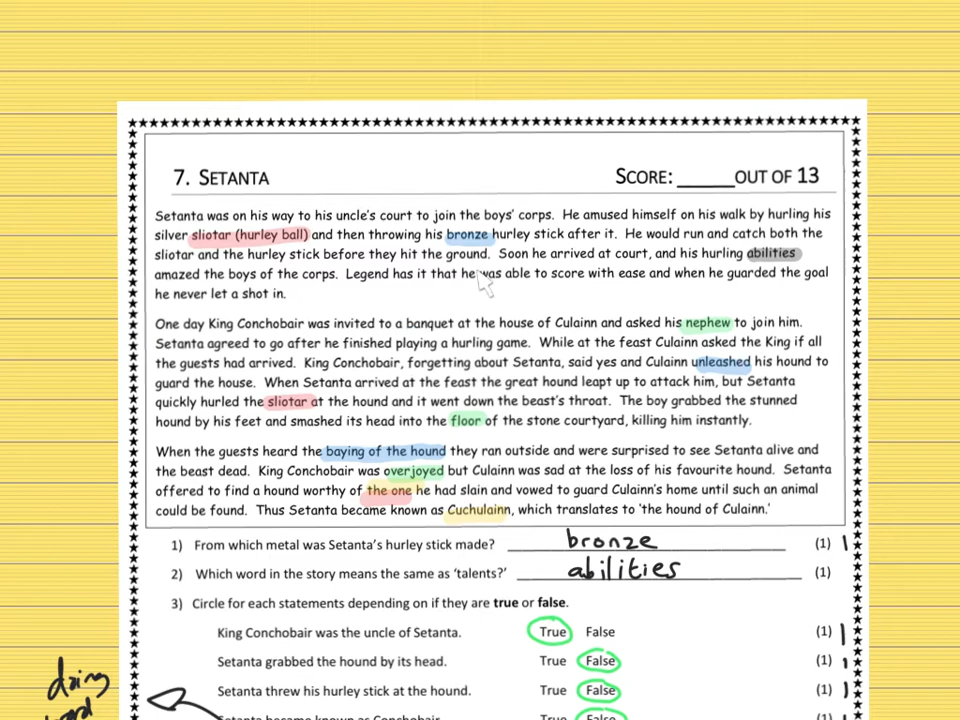 7. SETANTA
SCORE: _____OUT OF 13
Setanta was on his way to his uncle's court to join the boys' corps. He amused himself on his walk by hurling his
silver sliotar (hurley ball) and then throwing his bronze hurley stick after it. He would run and catch both the
sliotar and the hurley stick before they hit the ground. Soon he arrived at court, and his hurling abilities
amazed the boys of the corps. Legend has it that he was able to score with ease and when he guarded the goal
he never let a shot in.
One day King Conchobair was invited to a banquet at the house of Culainn and asked his nephew to join him.
Setanta agreed to go after he finished playing a hurling game. While at the feast Culainn asked the King if all
the guests had arrived. King Conchobair, forgetting about Setanta, said yes and Culainn unleashed his hound to
guard the house. When Setanta arrived at the feast the great hound leapt up to attack him, but Setanta
quickly hurled the sliotar at the hound and it went down the beast's throat. The boy grabbed the stunned
hound by his feet and smashed its head into the floor of the stone courtyard, killing him instantly.
When the guests heard the baying of the hound they ran outside and were surprised to see Setanta alive and
the beast dead. King Conchobair was overjoyed but Culainn was sad at the loss of his favourite hound. Setanta
offered to find a hound worthy of the one he had slain and vowed to guard Culainn's home until such an animal
could be found. Thus Setanta became known as Cuchulainn, which translates to 'the hound of Culainn.'
1) From which metal was Setanta's hurley stick made? bronze (1) 1
2) Which word in the story means the same as 'talents?' abilities (1)
3) Circle for each statements depending on if they are true or false.
King Conchobair was the uncle of Setanta. True False (1) 1
Setanta grabbed the hound by its head. True False (1) 1
Setanta threw his hurley stick at the hound. True False (1) 1
doing
Setanta became known as Conchobair. True False (1)